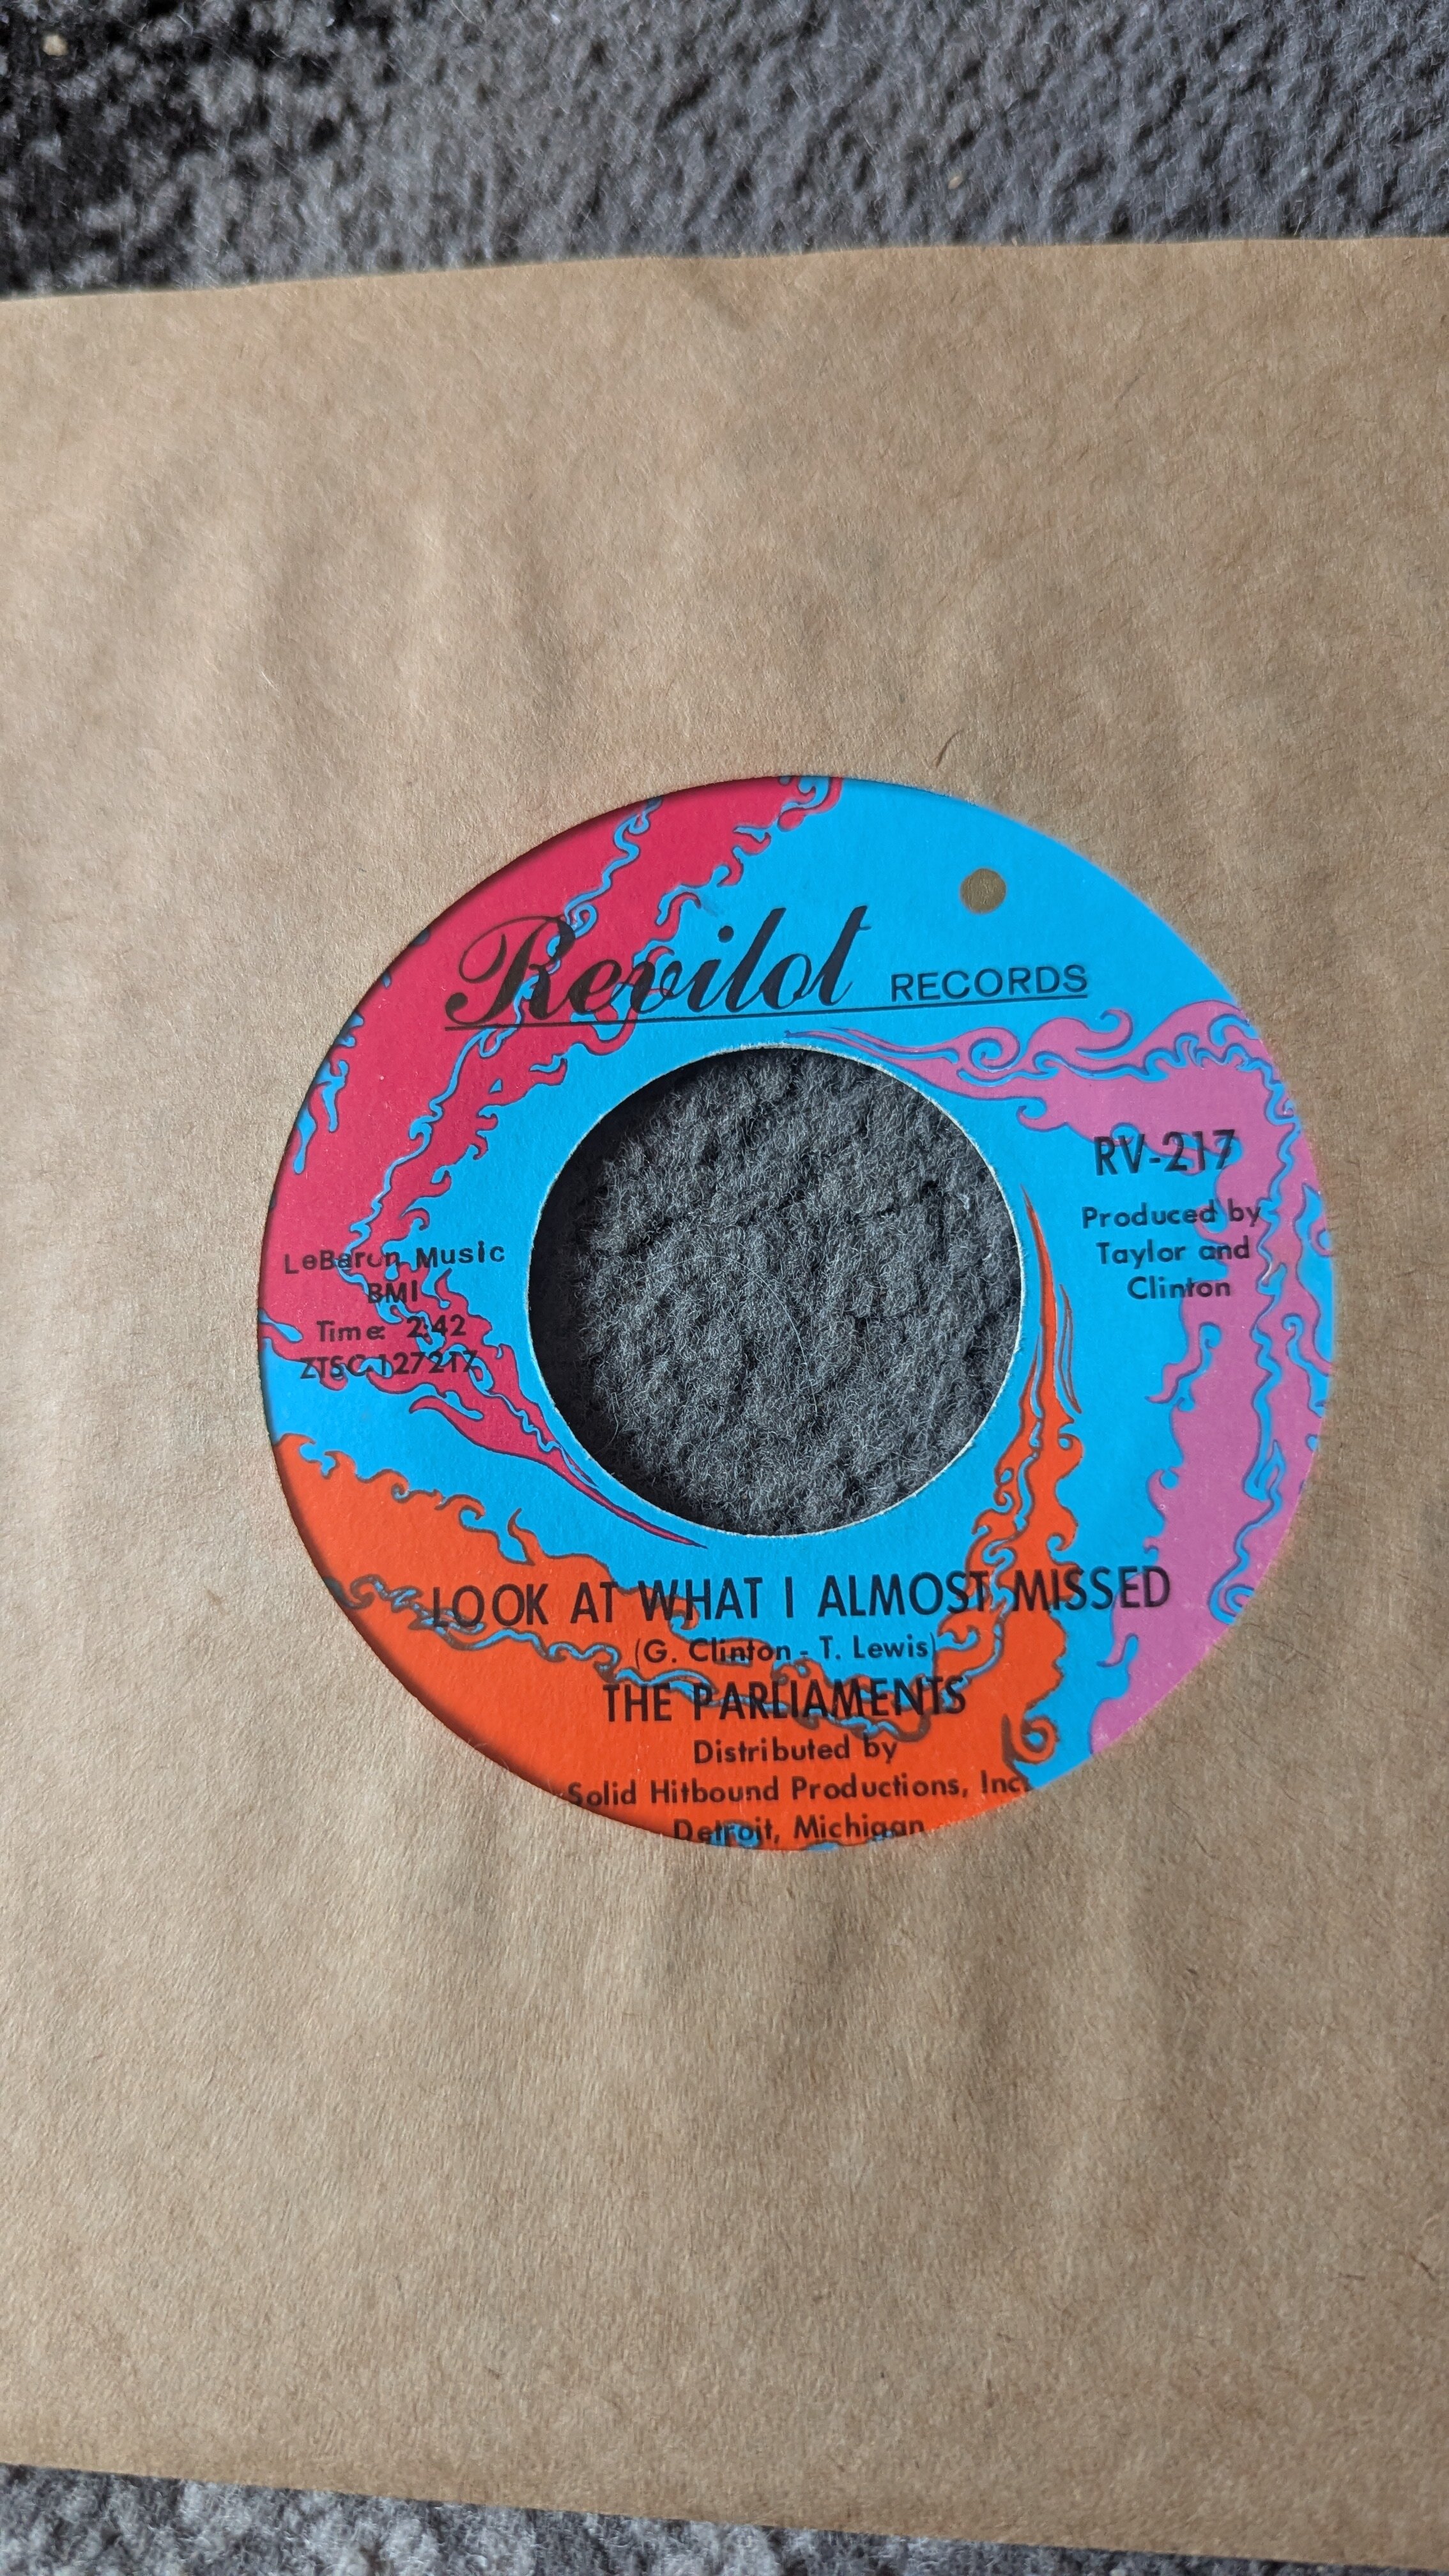 Revilot RECORDS
RV-217
Produced by
Taylor and
Clinton
LeBaron Music
BMI
Time: 2:42
ZTSC 127217
LOOK AT WHAT I ALMOST MISSED
(G. Clinton - T. Lewis)
THE PARLIAMENTS
Distributed by
Solid Hitbound Productions, Inc.
Detroit, Michigan